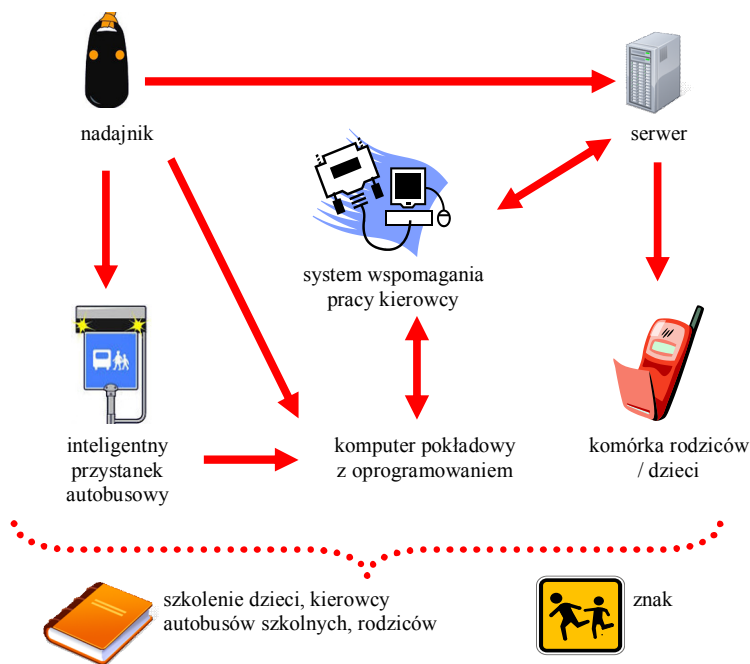 nadajnik
serwer
system wspomagania
pracy kierowcy
inteligentny
przystanek
autobusowy
komputer pokładowy
z oprogramowaniem
komórka rodziców
/ dzieci
szkolenie dzieci, kierowcy
autobusów szkolnych, rodziców
znak